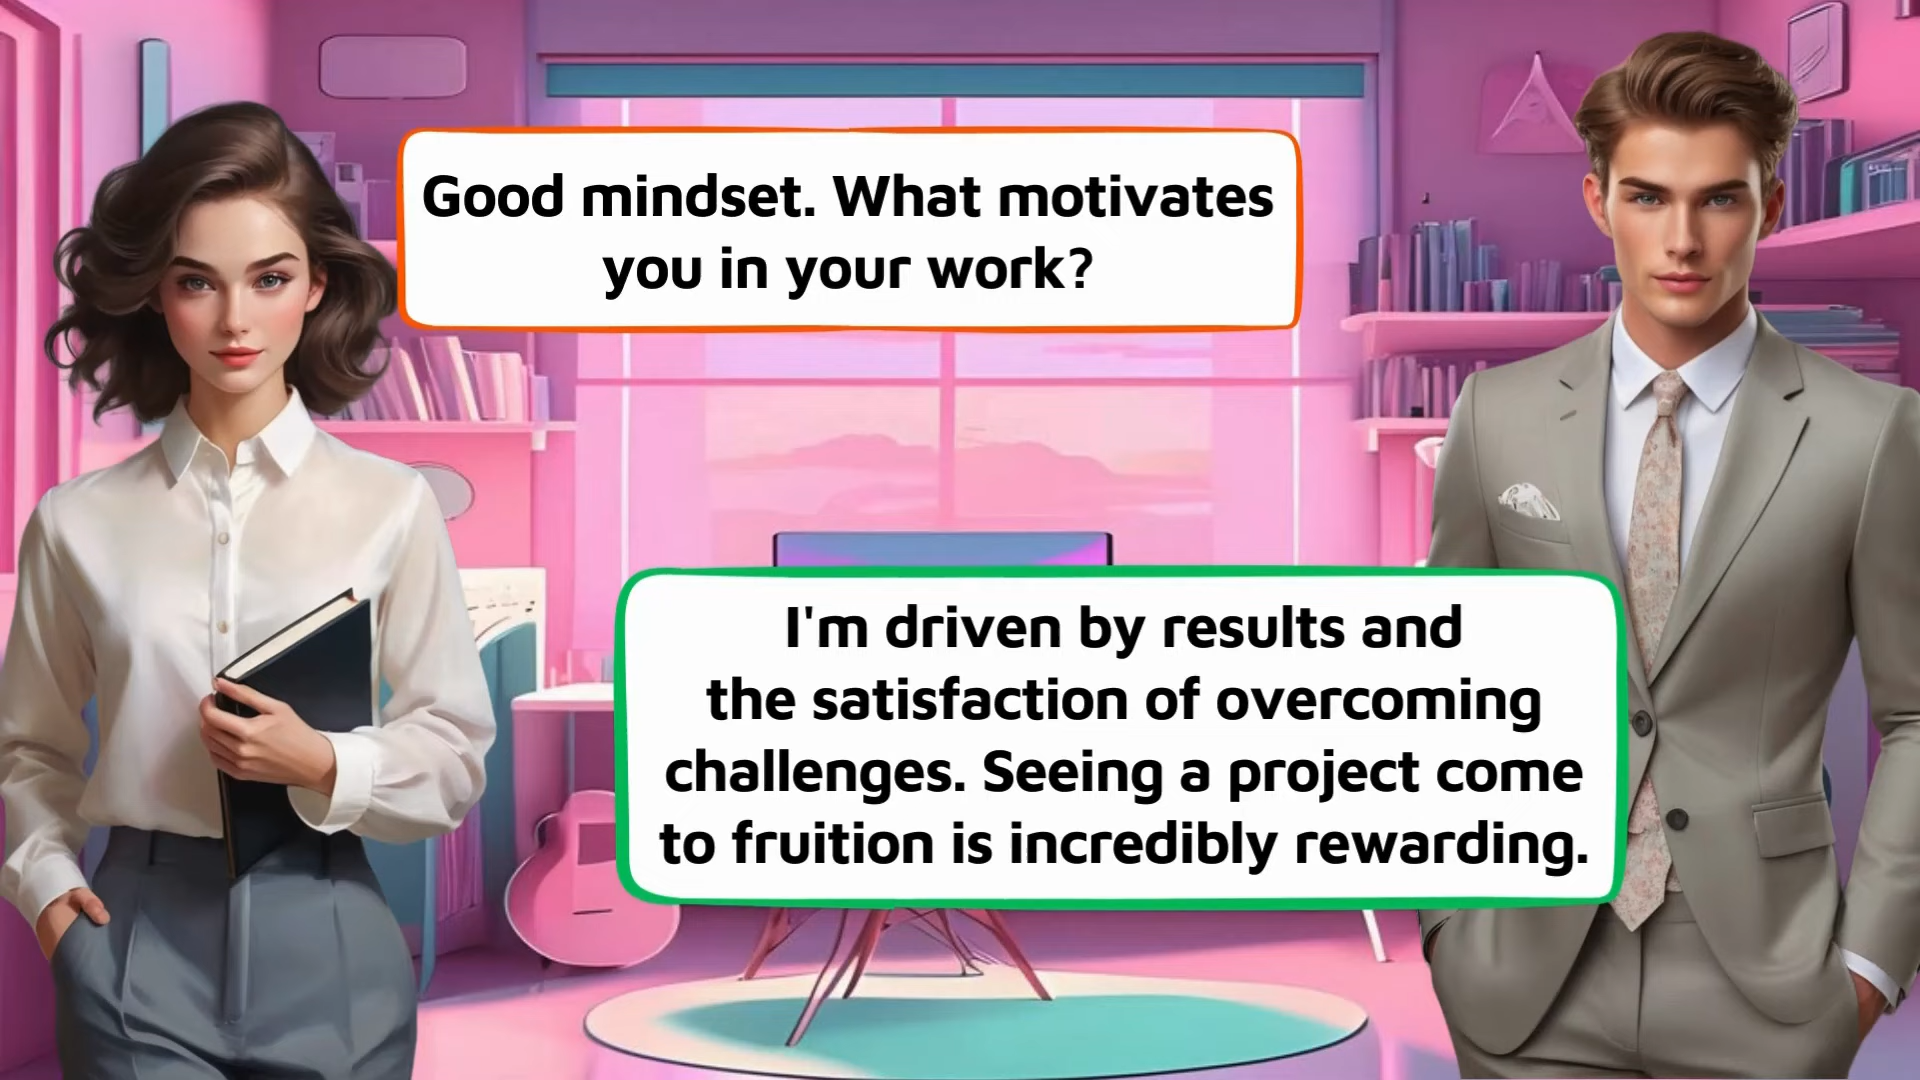 Good mindset. What motivates
you in your work?
I'm driven by results and
the satisfaction of overcoming
challenges. Seeing a project come
to fruition is incredibly rewarding.